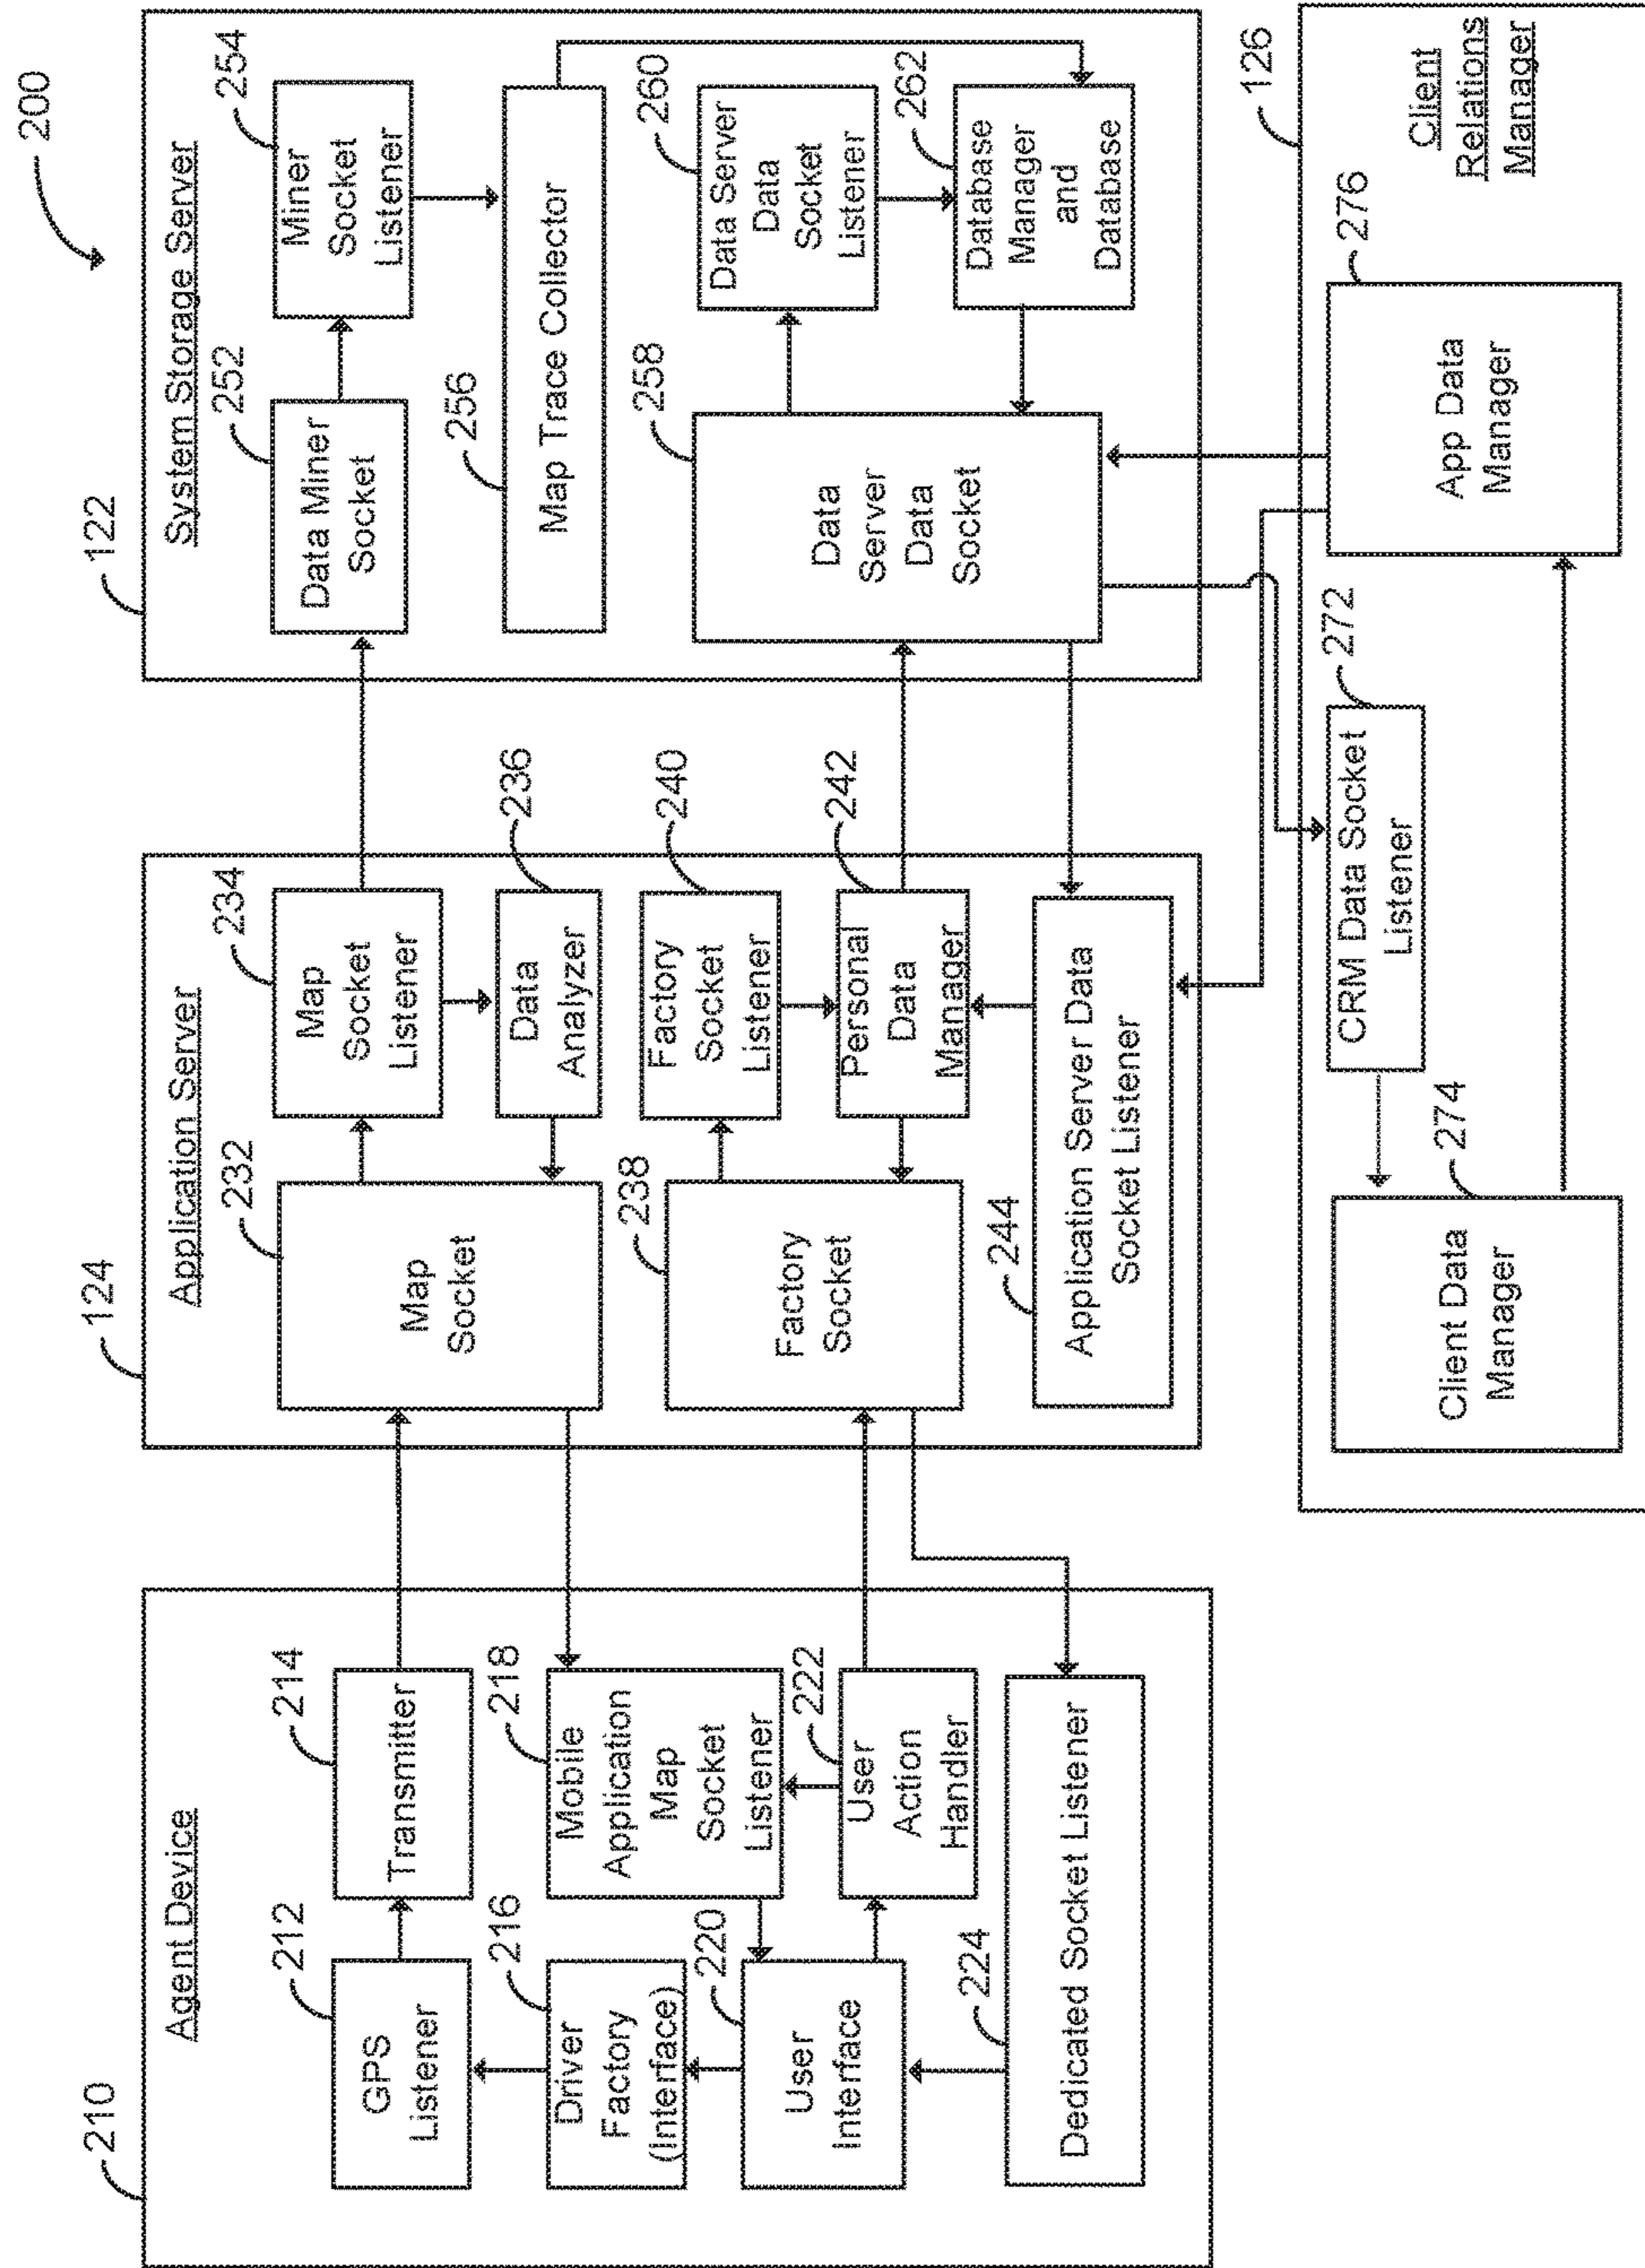 200
210
Agent Device
212
GPS
Listener
214
Transmitter
216
Driver
Factory
(Interface)
218
Mobile
Application
Map
Socket
Listener
220
User
Interface
222
User
Action
Handler
224
Dedicated Socket Listener
124
Application Server
232
Map
Socket
234
Map
Socket
Listener
236
Data
Analyzer
238
Factory
Socket
240
Factory
Socket
Listener
242
Personal
Data
Manager
244
Application Server Data
Socket Listener
122
System Storage Server
252
Data Miner
Socket
254
Miner
Socket
Listener
256
Map Trace Collector
258
Data
Server
Data
Socket
260
Data Server
Data
Socket
Listener
262
Database
Manager
and
Database
126
Client
Relations
Manager
272
CRM Data Socket
Listener
274
Client Data
Manager
276
App Data
Manager